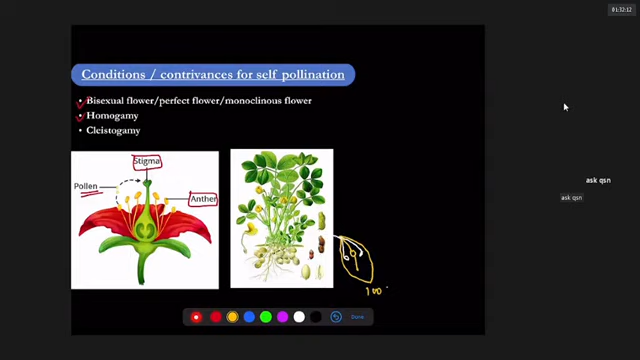 01:32:12
Conditions / contrivances for self pollination
• Bisexual flower/perfect flower/monoclinous flower
• Homogamy
• Cleistogamy
Stigma
Pollen
Anther
ask qsn
ask qsn
100
Done